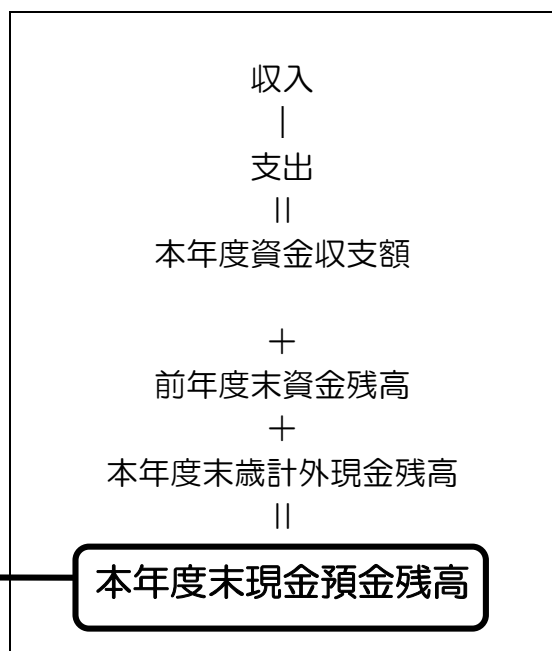 収入
｜
支出
||
本年度資金収支額
＋
前年度末資金残高
＋
本年度末歳計外現金残高
||
本年度末現金預金残高